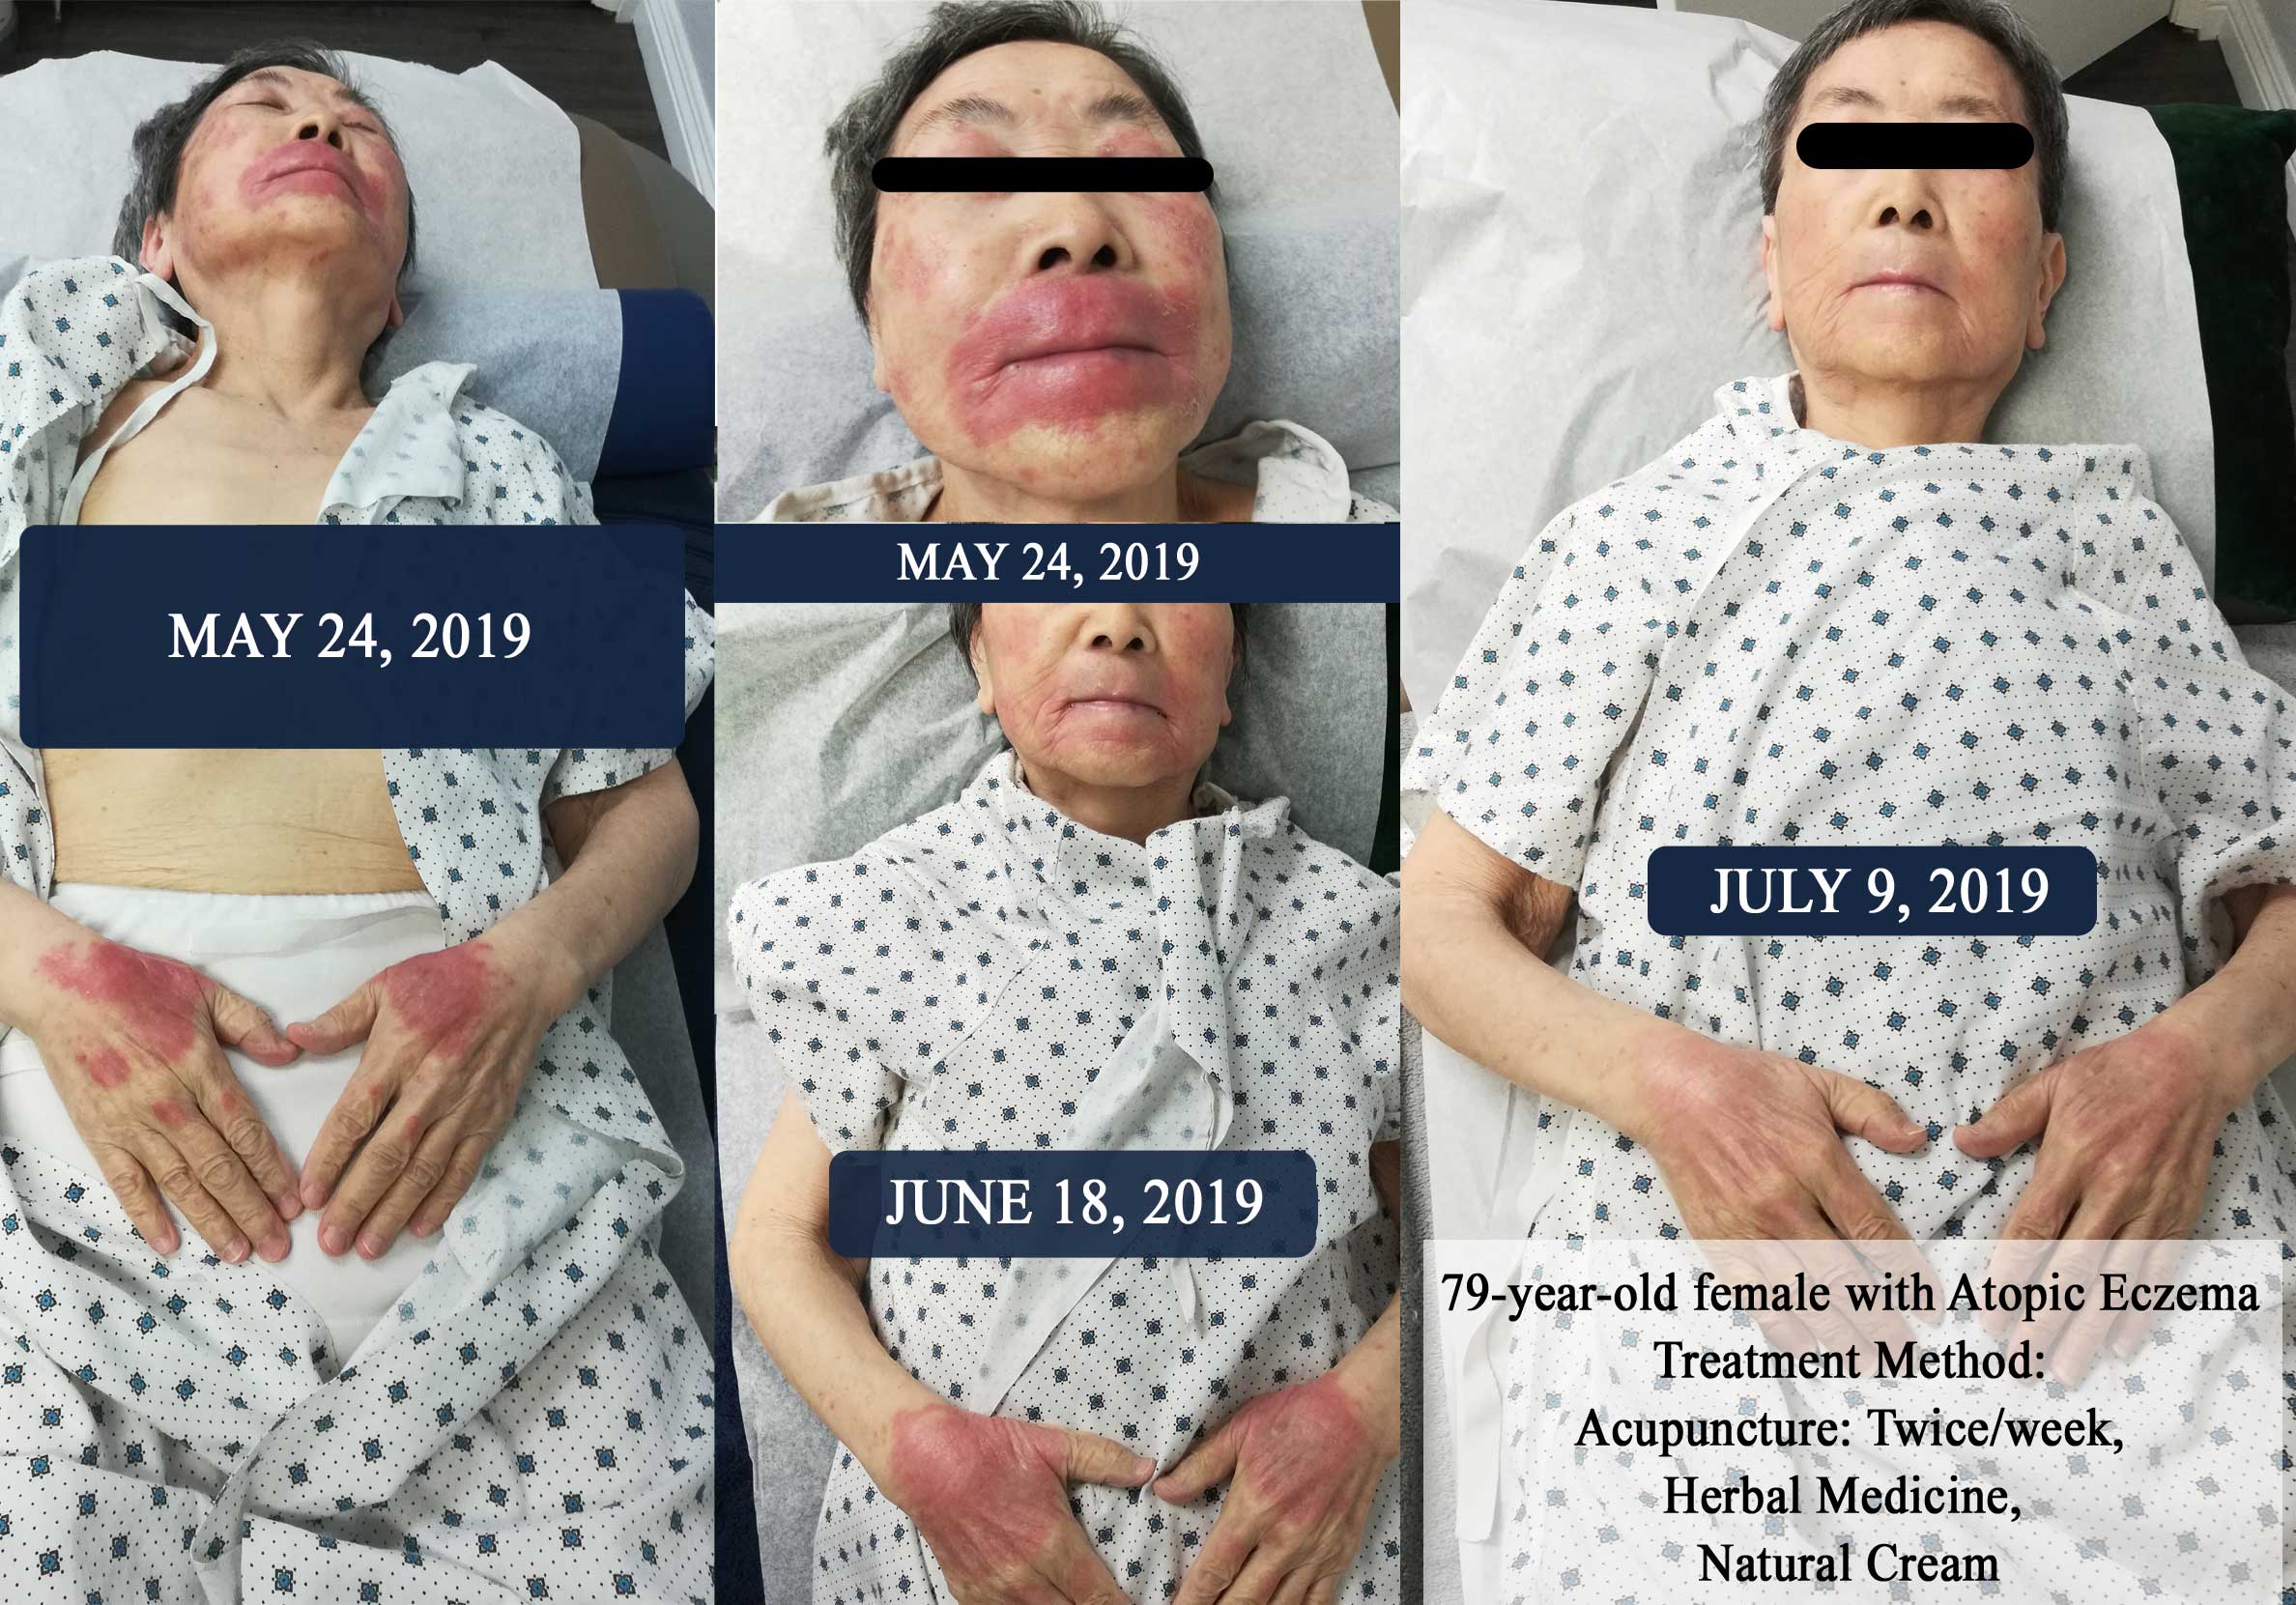 MAY 24, 2019
MAY 24, 2019
JUNE 18, 2019
JULY 9, 2019
79-year-old female with Atopic Eczema
Treatment Method:
Acupuncture: Twice/week,
Herbal Medicine,
Natural Cream